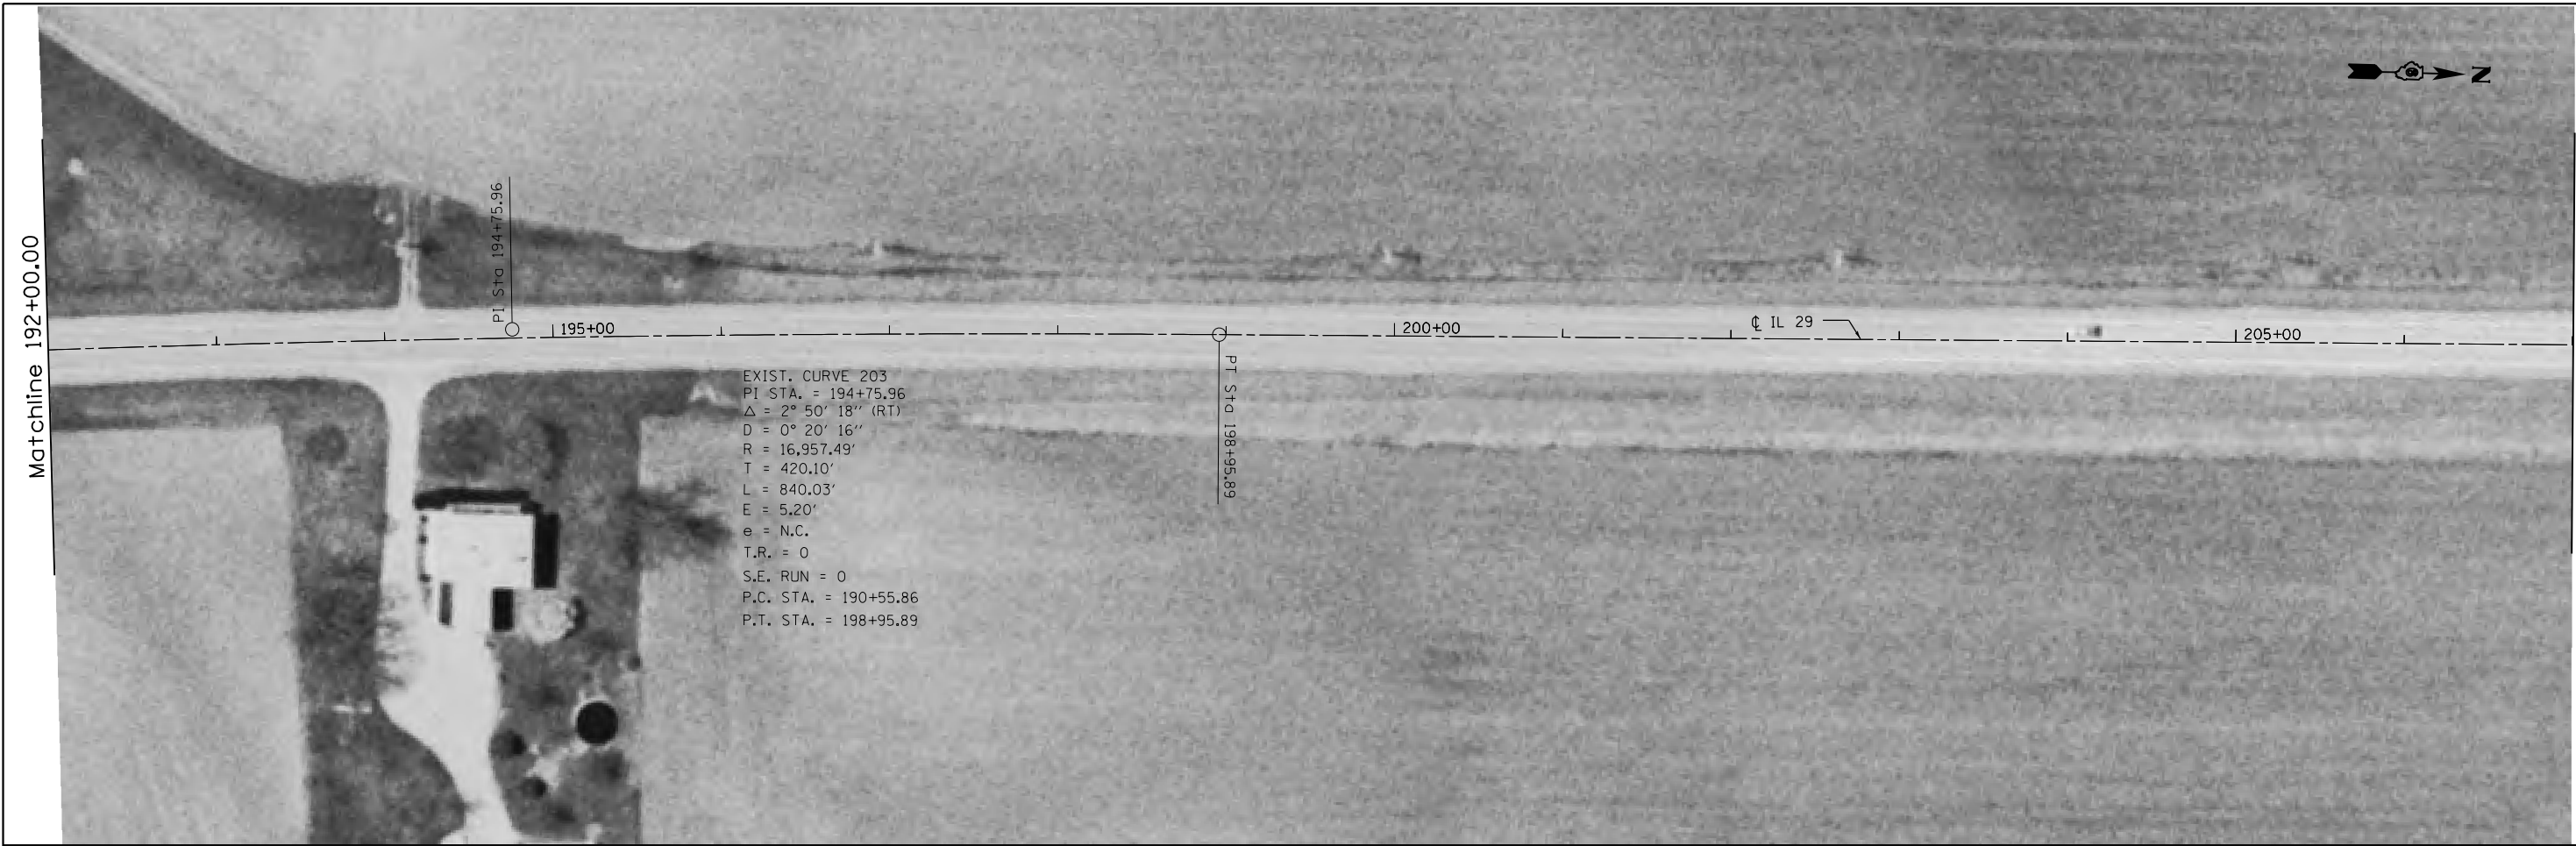 N
Matchline 192+00.00
PI Sta 194+75.96
195+00
200+00
℄ IL 29
205+00
PT Sta 198+95.89
EXIST. CURVE 203
PI STA. = 194+75.96
△ = 2° 50' 18'' (RT)
D = 0° 20' 16''
R = 16,957.49'
T = 420.10'
L = 840.03'
E = 5.20'
e = N.C.
T.R. = 0
S.E. RUN = 0
P.C. STA. = 190+55.86
P.T. STA. = 198+95.89